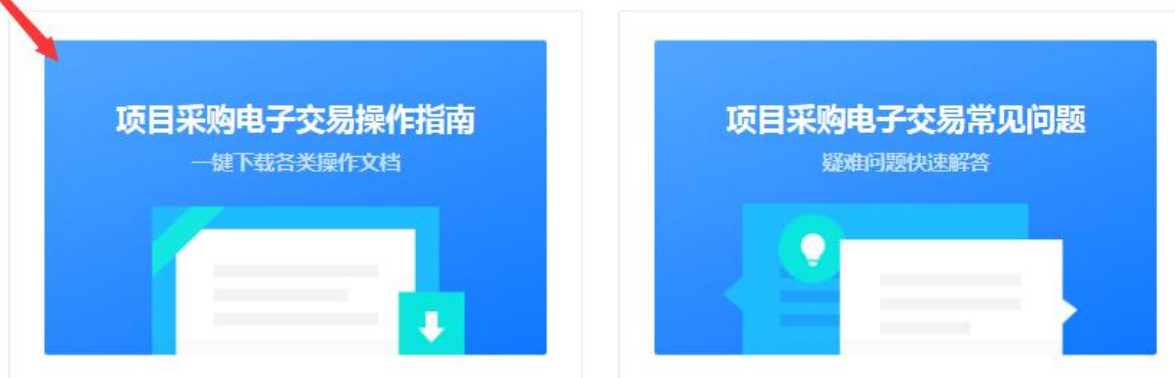 项目采购电子交易操作指南
一键下载各类操作文档
项目采购电子交易常见问题
疑难问题快速解答